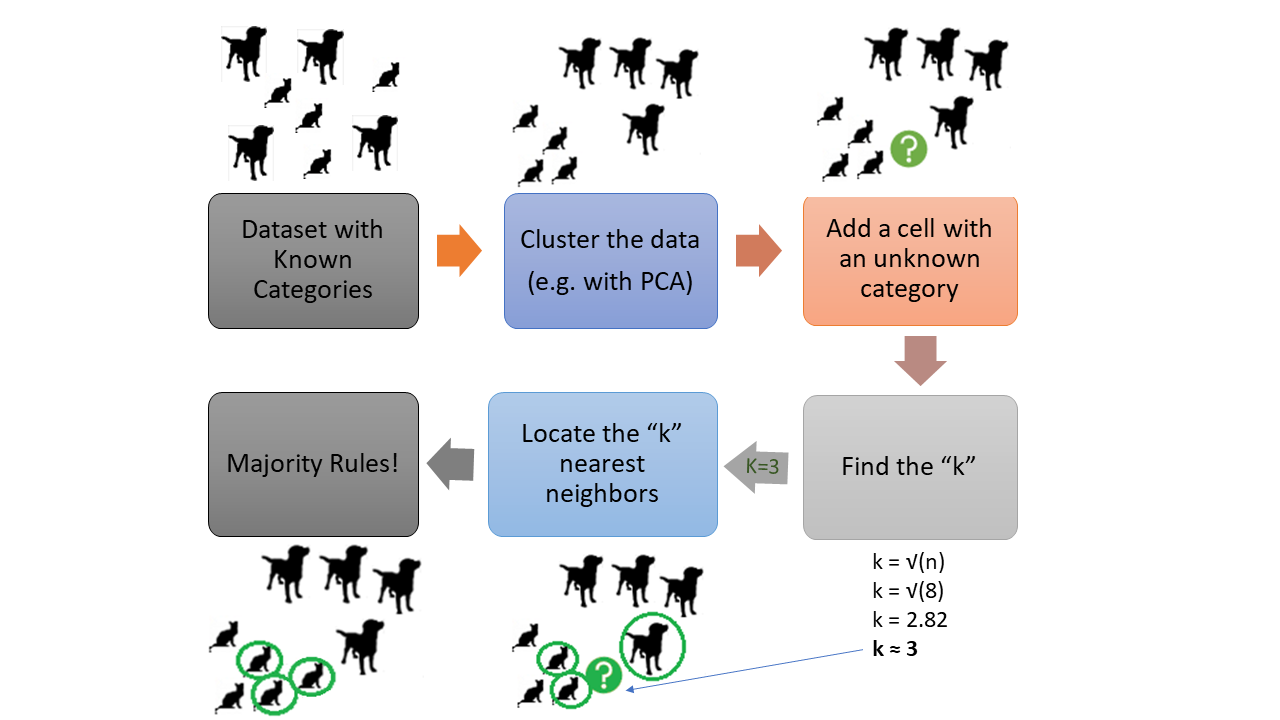 ?
Dataset with
Known
Categories
Cluster the data
(e.g. with PCA)
Add a cell with
an unknown
category
Majority Rules!
Locate the “k”
nearest
neighbors
K=3
Find the “k”
k = √(n)
k = √(8)
k = 2.82
k ≈ 3
?